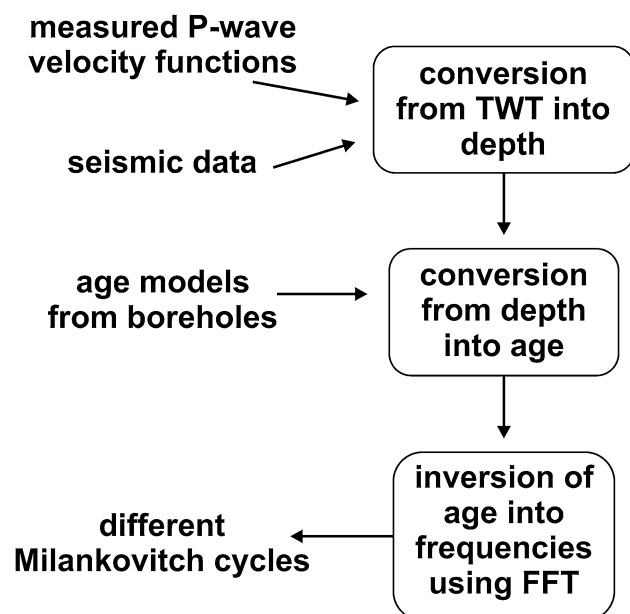 measured P-wave
velocity functions
conversion
from TWT into
depth
seismic data
age models
from boreholes
conversion
from depth
into age
inversion of
age into
frequencies
using FFT
different
Milankovitch cycles